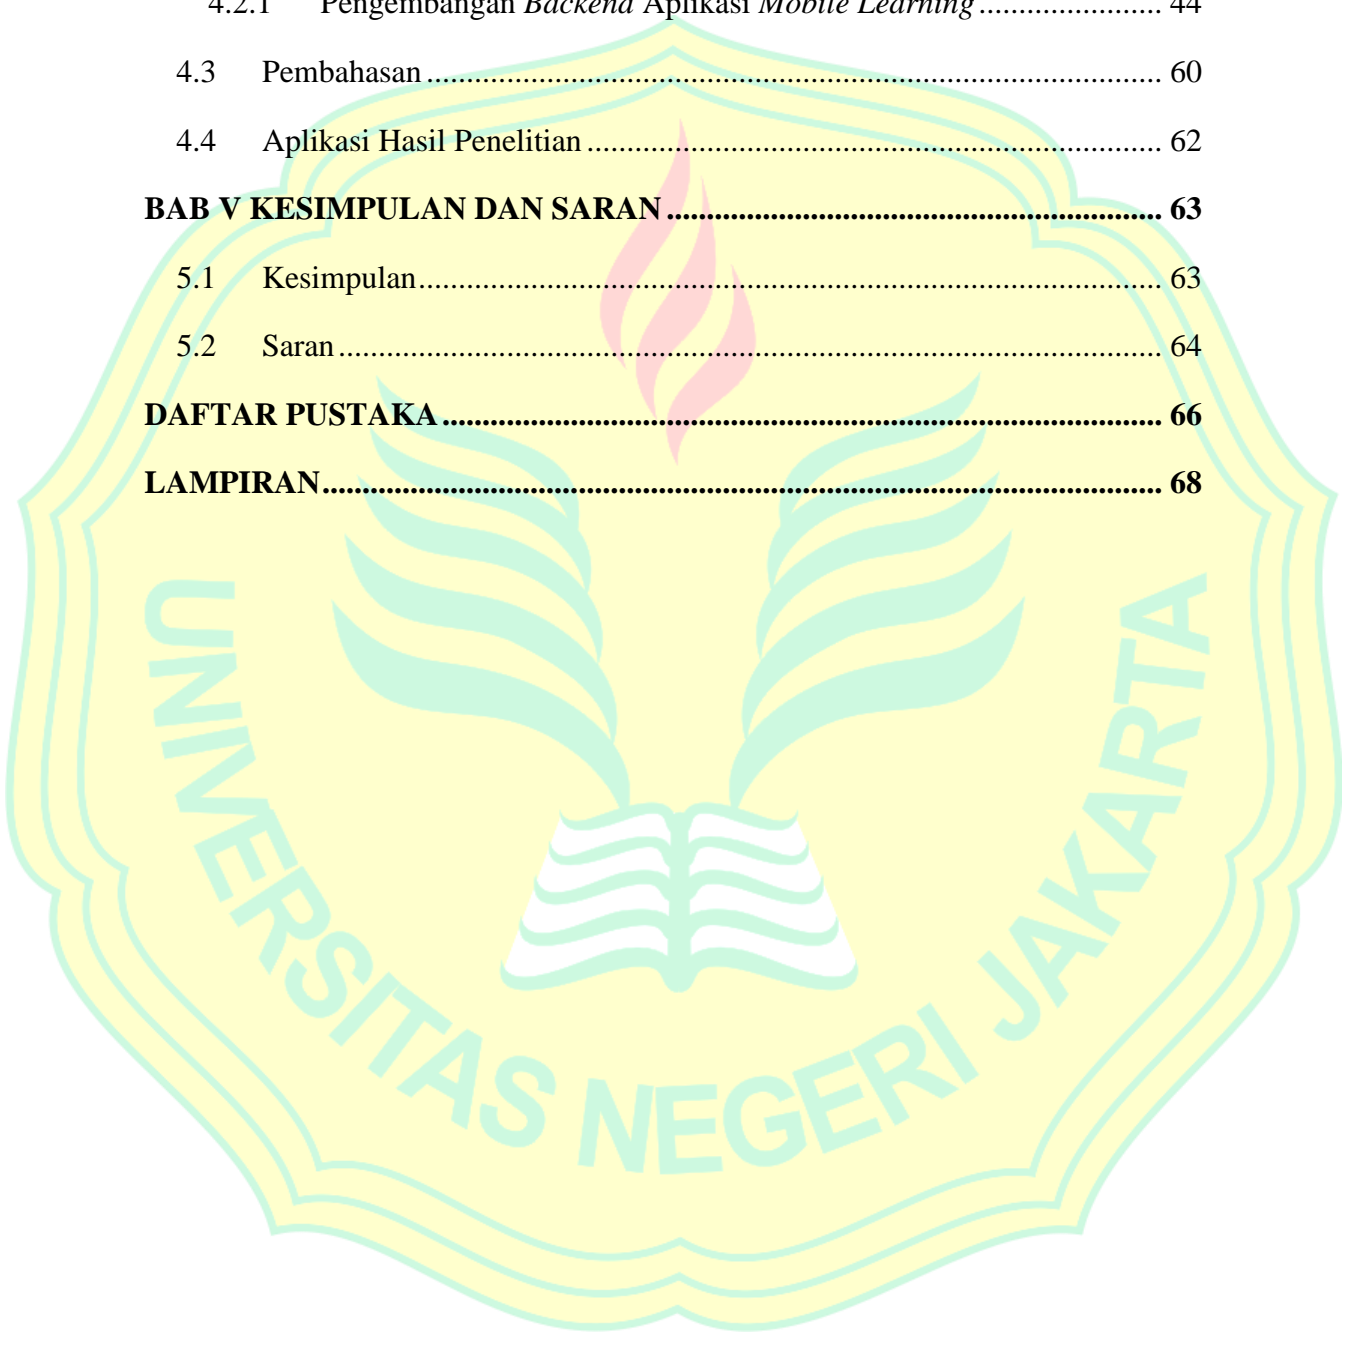 4.2.1 Pengembangan Backend Aplikasi Mobile Learning ....................... 44
4.3 Pembahasan ............................................................................................ 60
4.4 Aplikasi Hasil Penelitian ........................................................................ 62
BAB V KESIMPULAN DAN SARAN .............................................................. 63
5.1 Kesimpulan ............................................................................................. 63
5.2 Saran ....................................................................................................... 64
DAFTAR PUSTAKA .......................................................................................... 66
LAMPIRAN ......................................................................................................... 68
UNIVERSITAS NEGERI JAKARTA